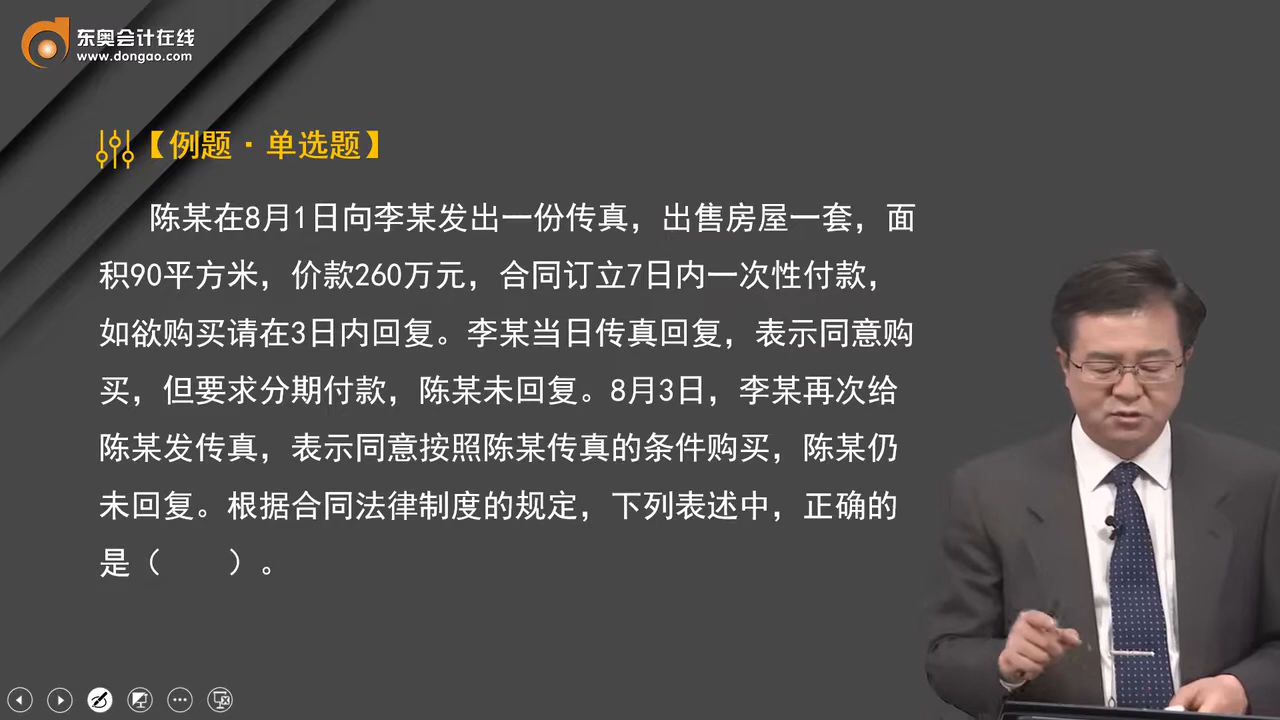 东奥会计在线
www.dongao.com
【例题·单选题】
陈某在8月1日向李某发出一份传真，出售房屋一套，面
积90平方米，价款260万元，合同订立7日内一次性付款，
如欲购买请在3日内回复。李某当日传真回复，表示同意购
买，但要求分期付款，陈某未回复。8月3日，李某再次给
陈某发传真，表示同意按照陈某传真的条件购买，陈某仍
未回复。根据合同法律制度的规定，下列表述中，正确的
是（　　）。